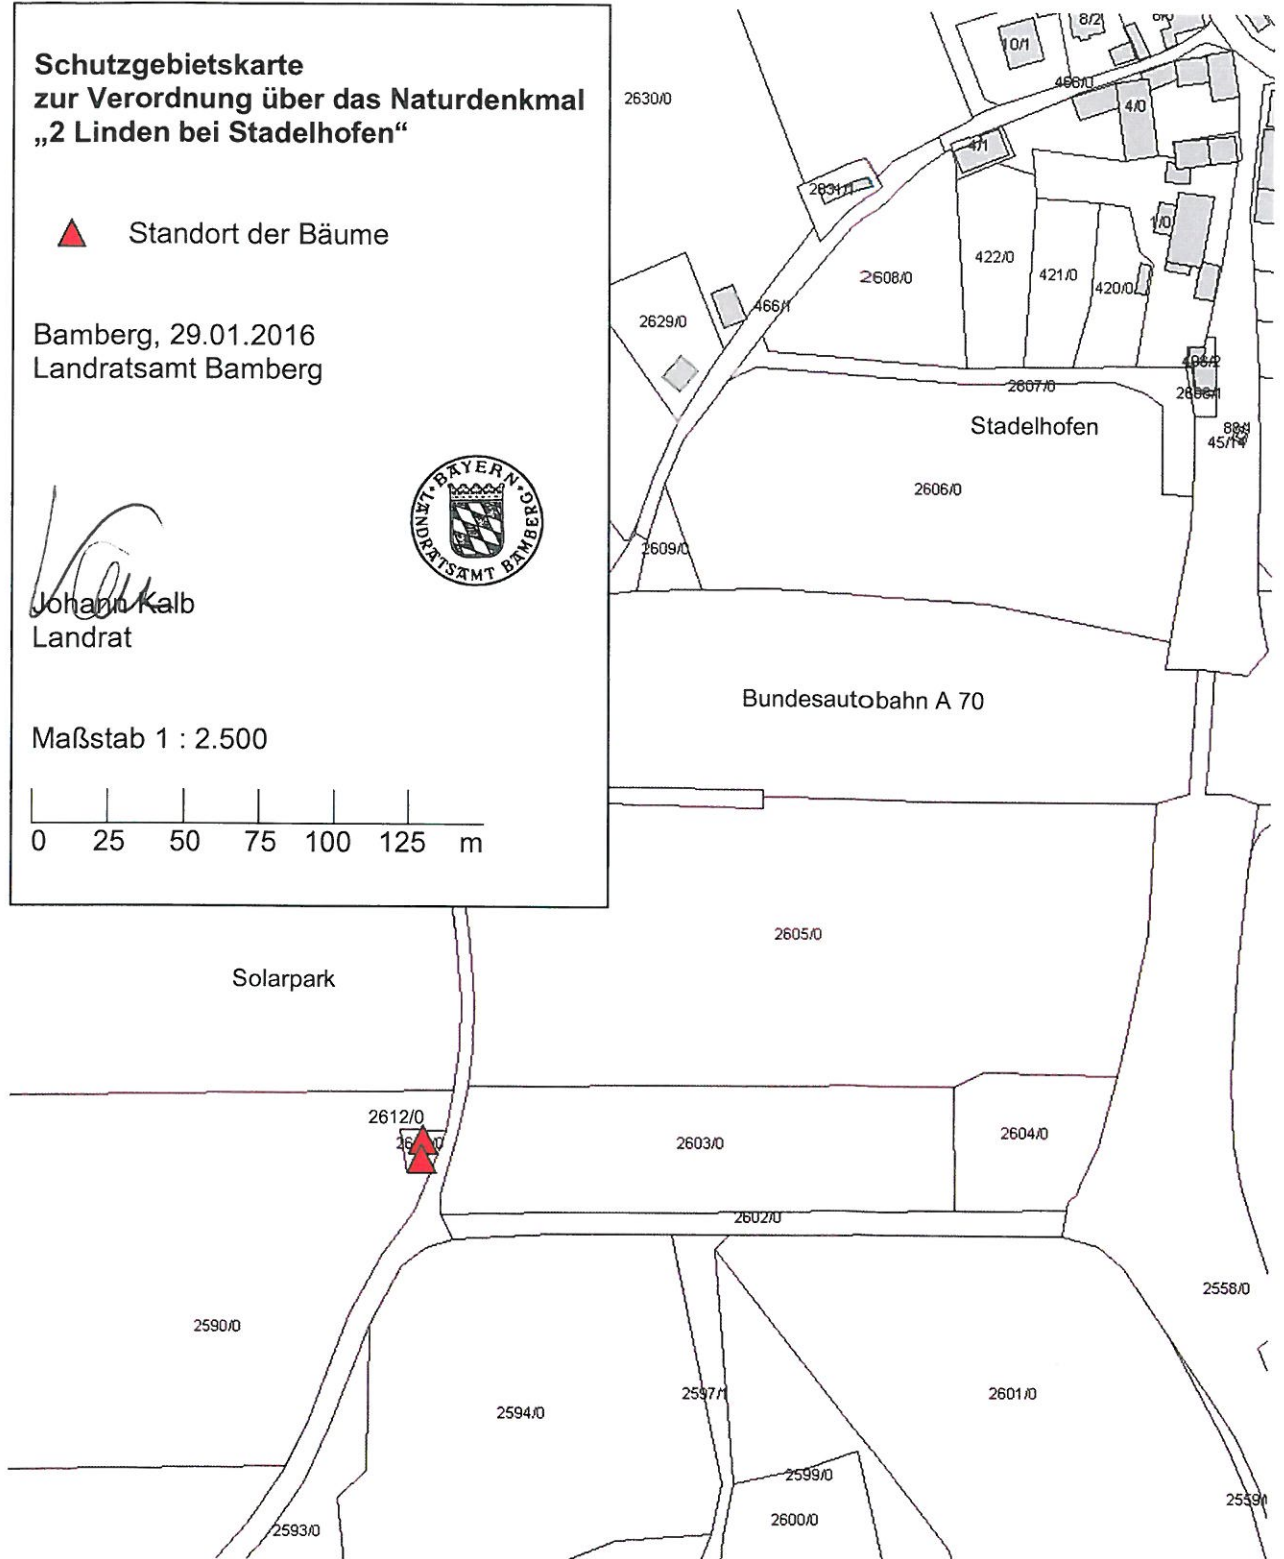 Schutzgebietskarte
zur Verordnung über das Naturdenkmal
„2 Linden bei Stadelhofen“
Standort der Bäume
Bamberg, 29.01.2016
Landratsamt Bamberg
BAYERN
LANDRATSAMT BAMBERG
Johann Kalb
Landrat
Maßstab 1 : 2.500
0 25 50 75 100 125 m
8/2
10/1
2630/0
466/0
4/0
4/1
2631/1
1/0
422/0
2608/0
421/0
420/0
466/1
2629/0
2607/0
Stadelhofen
45/14
2606/0
2609/0
Bundesautobahn A 70
2605/0
Solarpark
2612/0
2603/0
2604/0
2602/0
2558/0
2590/0
2597/1
2601/0
2594/0
2599/0
2559/1
2600/0
2593/0